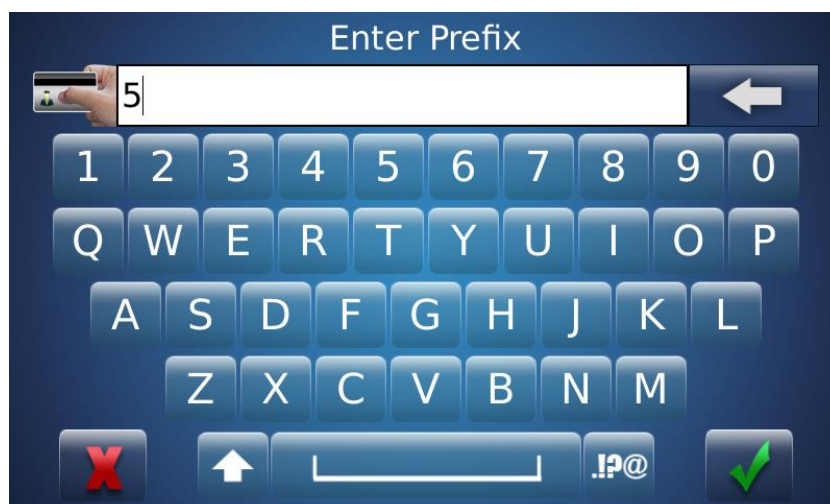 Enter Prefix
5
1 2 3 4 5 6 7 8 9 0
Q W E R T Y U I O P
A S D F G H J K L
Z X C V B N M
.!?@